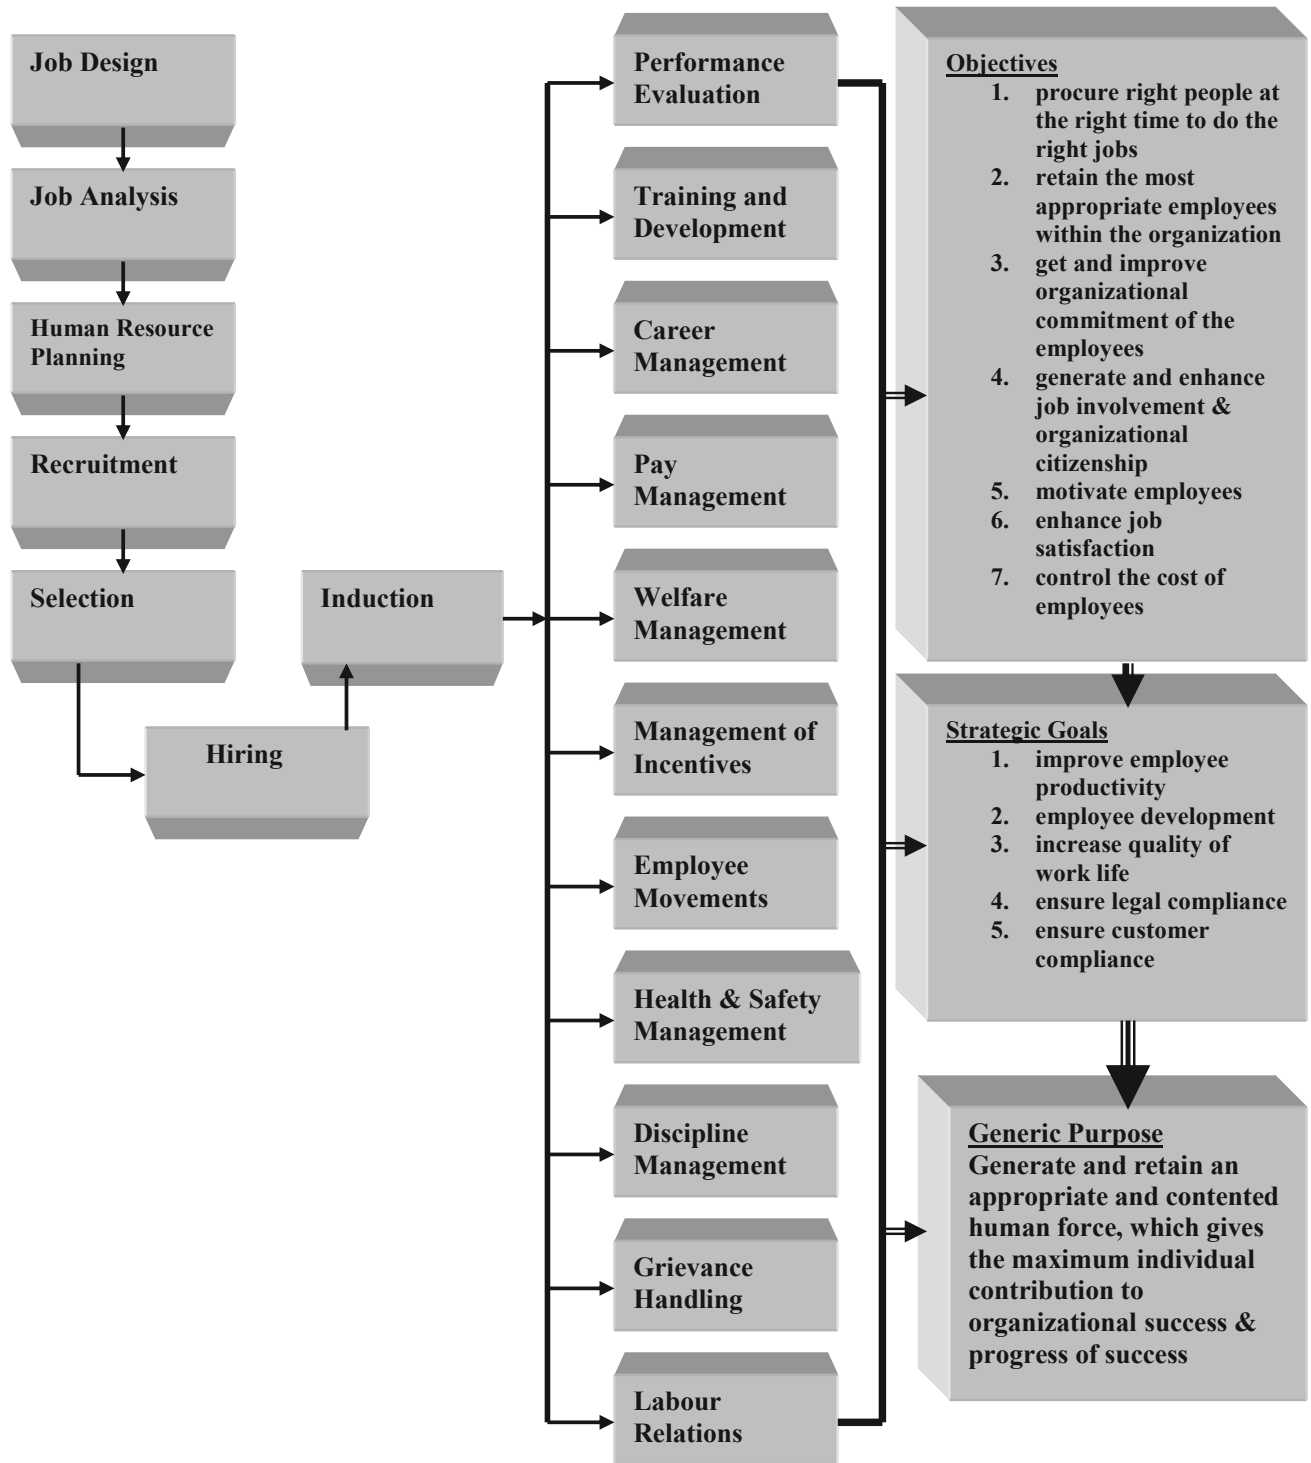 Job Design
Job Analysis
Human Resource
Planning
Recruitment
Selection
Hiring
Induction
Performance
Evaluation
Training and
Development
Career
Management
Pay
Management
Welfare
Management
Management of
Incentives
Employee
Movements
Health & Safety
Management
Discipline
Management
Grievance
Handling
Labour
Relations
Objectives
1. procure right people at
the right time to do the
right jobs
2. retain the most
appropriate employees
within the organization
3. get and improve
organizational
commitment of the
employees
4. generate and enhance
job involvement &
organizational
citizenship
5. motivate employees
6. enhance job
satisfaction
7. control the cost of
employees
Strategic Goals
1. improve employee
productivity
2. employee development
3. increase quality of
work life
4. ensure legal compliance
5. ensure customer
compliance
Generic Purpose
Generate and retain an
appropriate and contented
human force, which gives
the maximum individual
contribution to
organizational success &
progress of success